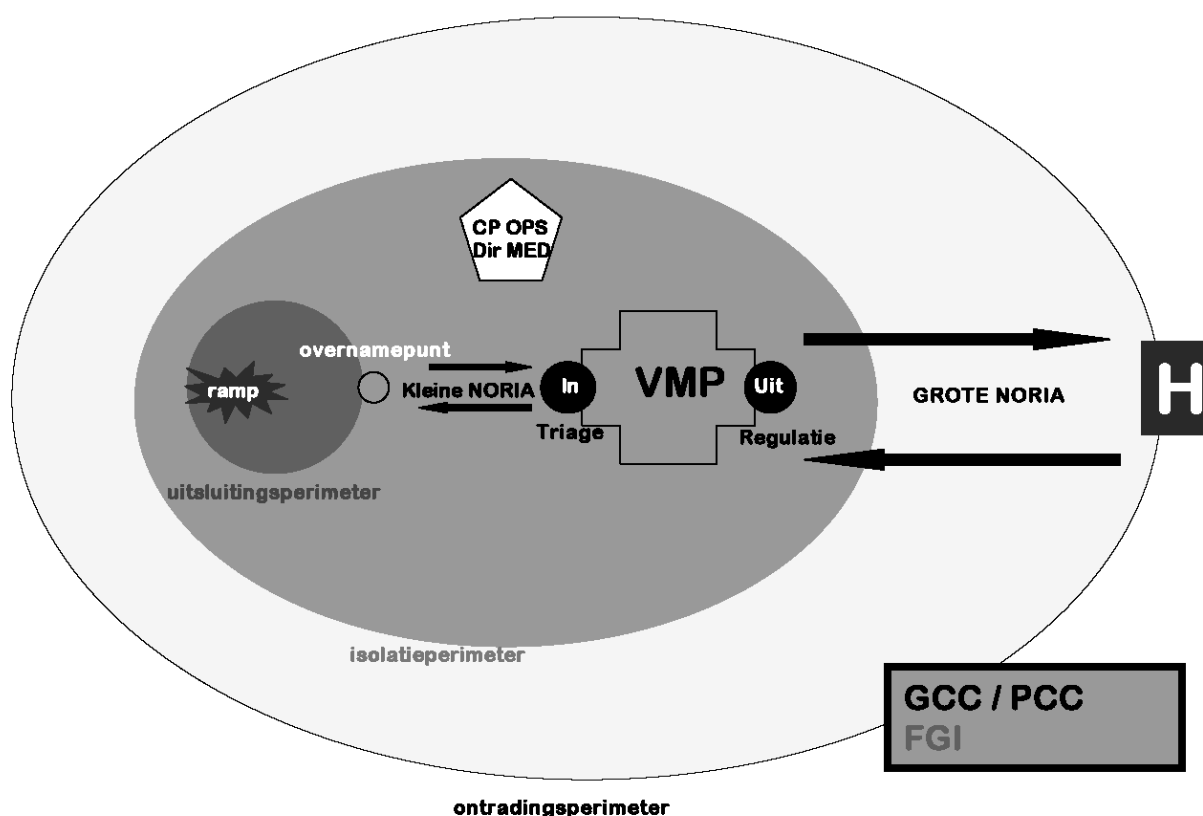 CP OPS
Dir MED
overnamepunt
ramp
Kleine NORIA
In
VMP
Uit
Triage
Regulatie
GROTE NORIA
H
uitsluitingsperimeter
isolatieperimeter
GCC / PCC
FGI
ontradingsperimeter